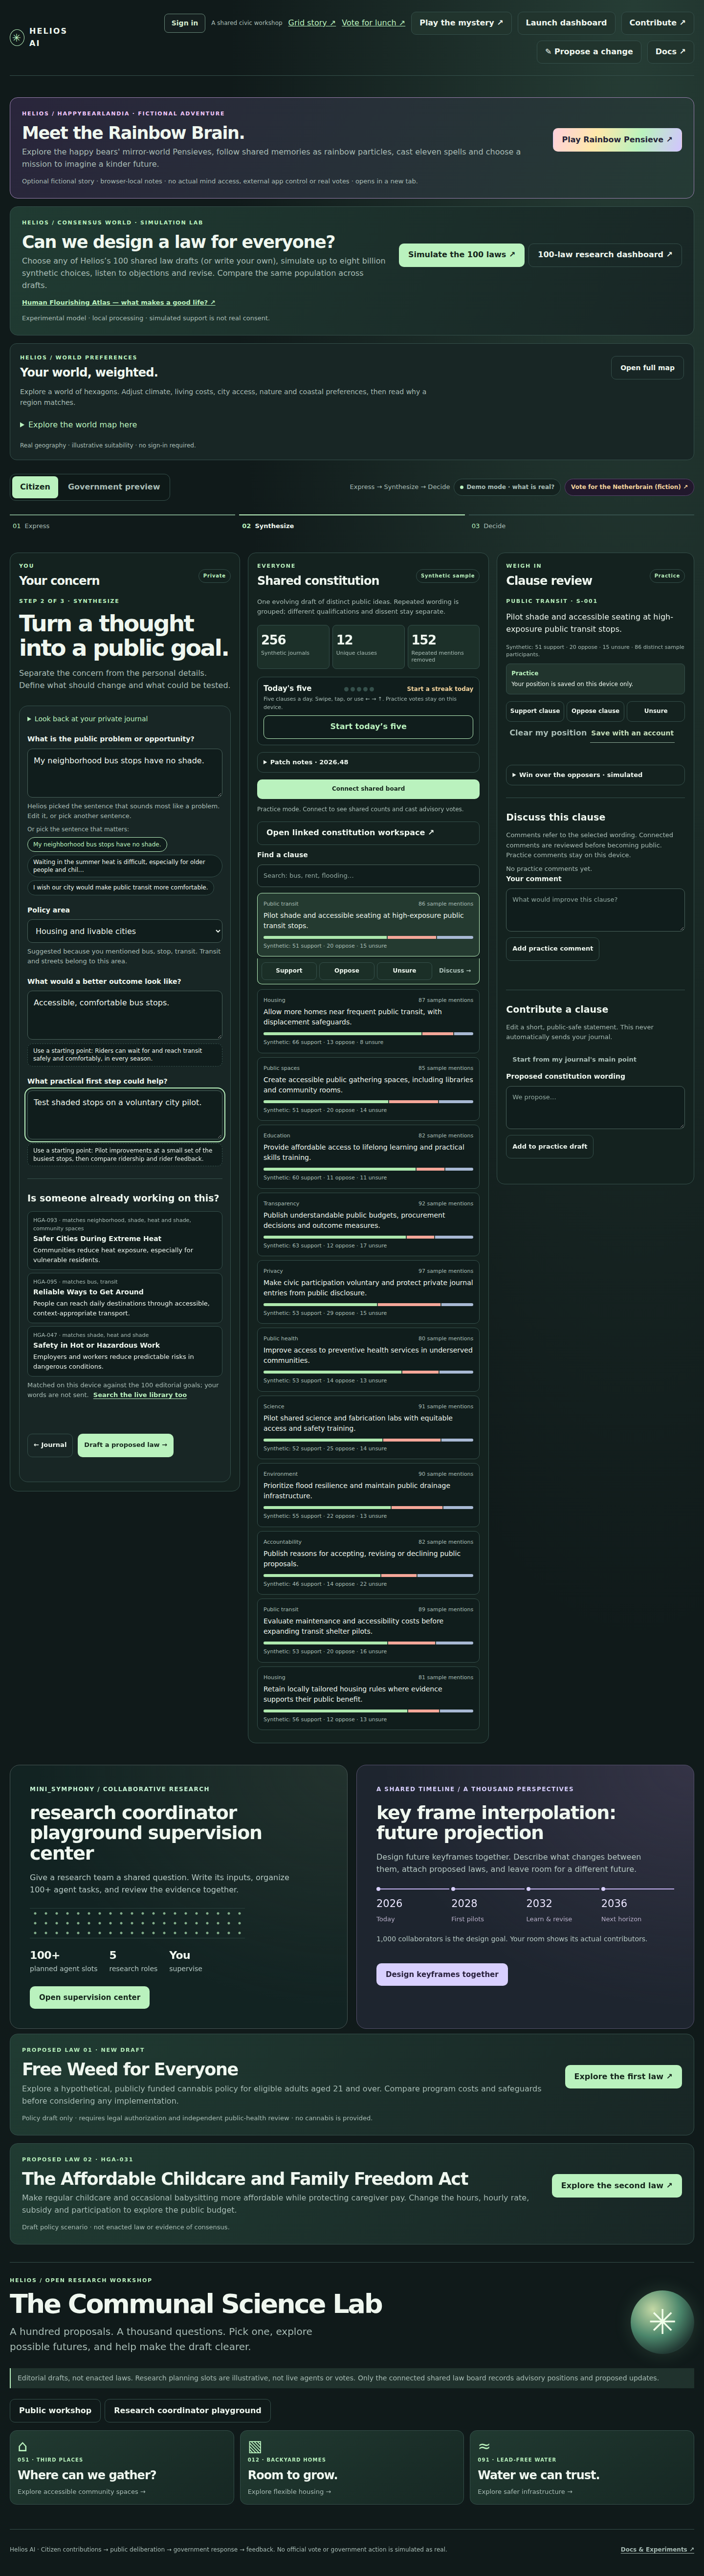 HELIOS
AI
Sign in
A shared civic workshop
Grid story ↗
Vote for lunch ↗
Play the mystery ↗
Launch dashboard
Contribute ↗
✎ Propose a change
Docs ↗
HELIOS / HAPPYBEARLANDIA · FICTIONAL ADVENTURE
Meet the Rainbow Brain.
Explore the happy bears' mirror-world Pensieves, follow shared memories as rainbow particles, cast eleven spells and choose a
mission to imagine a kinder future.
Optional fictional story · browser-local notes · no actual mind access, external app control or real votes · opens in a new tab.
Play Rainbow Pensieve ↗
HELIOS / CONSENSUS WORLD · SIMULATION LAB
Can we design a law for everyone?
Choose any of Helios's 100 shared law drafts (or write your own), simulate up to eight billion
synthetic choices, listen to objections and revise. Compare the same population across
drafts.
Human Flourishing Atlas — what makes a good life? ↗
Experimental model · local processing · simulated support is not real consent.
Simulate the 100 laws ↗
100-law research dashboard ↗
HELIOS / WORLD PREFERENCES
Your world, weighted.
Explore a world of hexagons. Adjust climate, living costs, city access, nature and coastal preferences, then read why a
region matches.
▶ Explore the world map here
Real geography · illustrative suitability · no sign-in required.
Open full map
Citizen
Government preview
Express → Synthesize → Decide
● Demo mode · what is real?
Vote for the Netherbrain (fiction) ↗
01 Express
02 Synthesize
03 Decide
YOU
Your concern
Private
STEP 2 OF 3 · SYNTHESIZE
Turn a thought
into a public goal.
Separate the concern from the personal details.
Define what should change and what could be tested.
▶ Look back at your private journal
What is the public problem or opportunity?
My neighborhood bus stops have no shade.
Helios picked the sentence that sounds most like a problem.
Edit it, or pick another sentence.
Or pick the sentence that matters:
My neighborhood bus stops have no shade.
Waiting in the summer heat is difficult, especially for older
people and chil…
I wish our city would make public transit more comfortable.
Policy area
Housing and livable cities
Suggested because you mentioned bus, stop, transit. Transit
and streets belong to this area.
What would a better outcome look like?
Accessible, comfortable bus stops.
Use a starting point: Riders can wait for and reach transit
safely and comfortably, in every season.
What practical first step could help?
Test shaded stops on a voluntary city pilot.
Use a starting point: Pilot improvements at a small set of the
busiest stops, then compare ridership and rider feedback.
Is someone already working on this?
HGA-093 · matches neighborhood, shade, heat and shade,
community spaces
Safer Cities During Extreme Heat
Communities reduce heat exposure, especially for
vulnerable residents.
HGA-095 · matches bus, transit
Reliable Ways to Get Around
People can reach daily destinations through accessible,
context-appropriate transport.
HGA-047 · matches shade, heat and shade
Safety in Hot or Hazardous Work
Employers and workers reduce predictable risks in
dangerous conditions.
Matched on this device against the 100 editorial goals; your
words are not sent. Search the live library too
← Journal
Draft a proposed law →
EVERYONE
Shared constitution
Synthetic sample
One evolving draft of distinct public ideas. Repeated wording is
grouped; different qualifications and dissent stay separate.
256
Synthetic journals
12
Unique clauses
152
Repeated mentions
removed
Today's five
Start a streak today
Five clauses a day. Swipe, tap, or use ← → ↑. Practice votes stay on this
device.
Start today's five
▶ Patch notes · 2026.48
Connect shared board
Practice mode. Connect to see shared counts and cast advisory votes.
Open linked constitution workspace ↗
Find a clause
Search: bus, rent, flooding…
Public transit
86 sample mentions
Pilot shade and accessible seating at high-exposure public
transit stops.
Synthetic: 51 support · 20 oppose · 15 unsure
Support
Oppose
Unsure
Discuss →
Housing
87 sample mentions
Allow more homes near frequent public transit, with
displacement safeguards.
Synthetic: 66 support · 13 oppose · 8 unsure
Public spaces
85 sample mentions
Create accessible public gathering spaces, including libraries
and community rooms.
Synthetic: 51 support · 20 oppose · 14 unsure
Education
82 sample mentions
Provide affordable access to lifelong learning and practical
skills training.
Synthetic: 60 support · 11 oppose · 11 unsure
Transparency
92 sample mentions
Publish understandable public budgets, procurement
decisions and outcome measures.
Synthetic: 63 support · 12 oppose · 17 unsure
Privacy
97 sample mentions
Make civic participation voluntary and protect private journal
entries from public disclosure.
Synthetic: 53 support · 29 oppose · 15 unsure
Public health
80 sample mentions
Improve access to preventive health services in underserved
communities.
Synthetic: 53 support · 14 oppose · 13 unsure
Science
91 sample mentions
Pilot shared science and fabrication labs with equitable
access and safety training.
Synthetic: 52 support · 25 oppose · 14 unsure
Environment
90 sample mentions
Prioritize flood resilience and maintain public drainage
infrastructure.
Synthetic: 55 support · 22 oppose · 13 unsure
Accountability
82 sample mentions
Publish reasons for accepting, revising or declining public
proposals.
Synthetic: 46 support · 14 oppose · 22 unsure
Public transit
89 sample mentions
Evaluate maintenance and accessibility costs before
expanding transit shelter pilots.
Synthetic: 53 support · 20 oppose · 16 unsure
Housing
81 sample mentions
Retain locally tailored housing rules where evidence
supports their public benefit.
Synthetic: 56 support · 12 oppose · 13 unsure
WEIGH IN
Clause review
Practice
PUBLIC TRANSIT · S-001
Pilot shade and accessible seating at high-
exposure public transit stops.
Synthetic: 51 support · 20 oppose · 15 unsure · 86 distinct sample
participants.
Practice
Your position is saved on this device only.
Support clause
Oppose clause
Unsure
Clear my position
Save with an account
▶ Win over the opposers · simulated
Discuss this clause
Comments refer to the selected wording. Connected
comments are reviewed before becoming public.
Practice comments stay on this device.
No practice comments yet.
Your comment
What would improve this clause?
Add practice comment
Contribute a clause
Edit a short, public-safe statement. This never
automatically sends your journal.
Start from my journal's main point
Proposed constitution wording
We propose…
Add to practice draft
MINI_SYMPHONY / COLLABORATIVE RESEARCH
research coordinator
playground supervision
center
Give a research team a shared question. Write its inputs, organize
100+ agent tasks, and review the evidence together.
100+
planned agent slots
5
research roles
You
supervise
Open supervision center
A SHARED TIMELINE / A THOUSAND PERSPECTIVES
key frame interpolation:
future projection
Design future keyframes together. Describe what changes between
them, attach proposed laws, and leave room for a different future.
2026
Today
2028
First pilots
2032
Learn & revise
2036
Next horizon
1,000 collaborators is the design goal. Your room shows its actual contributors.
Design keyframes together
PROPOSED LAW 01 · NEW DRAFT
Free Weed for Everyone
Explore a hypothetical, publicly funded cannabis policy for eligible adults aged 21 and over. Compare program costs and safeguards
before considering any implementation.
Policy draft only · requires legal authorization and independent public-health review · no cannabis is provided.
Explore the first law ↗
PROPOSED LAW 02 · HGA-031
The Affordable Childcare and Family Freedom Act
Make regular childcare and occasional babysitting more affordable while protecting caregiver pay. Change the hours, hourly rate,
subsidy and participation to explore the public budget.
Draft policy scenario · not enacted law or evidence of consensus.
Explore the second law ↗
HELIOS / OPEN RESEARCH WORKSHOP
The Communal Science Lab
A hundred proposals. A thousand questions. Pick one, explore
possible futures, and help make the draft clearer.
Editorial drafts, not enacted laws. Research planning slots are illustrative, not live agents or votes. Only the connected shared law board records advisory positions and proposed updates.
Public workshop
Research coordinator playground
051 · THIRD PLACES
Where can we gather?
Explore accessible community spaces →
012 · BACKYARD HOMES
Room to grow.
Explore flexible housing →
091 · LEAD-FREE WATER
Water we can trust.
Explore safer infrastructure →
Helios AI · Citizen contributions → public deliberation → government response → feedback. No official vote or government action is simulated as real.
Docs & Experiments ↗